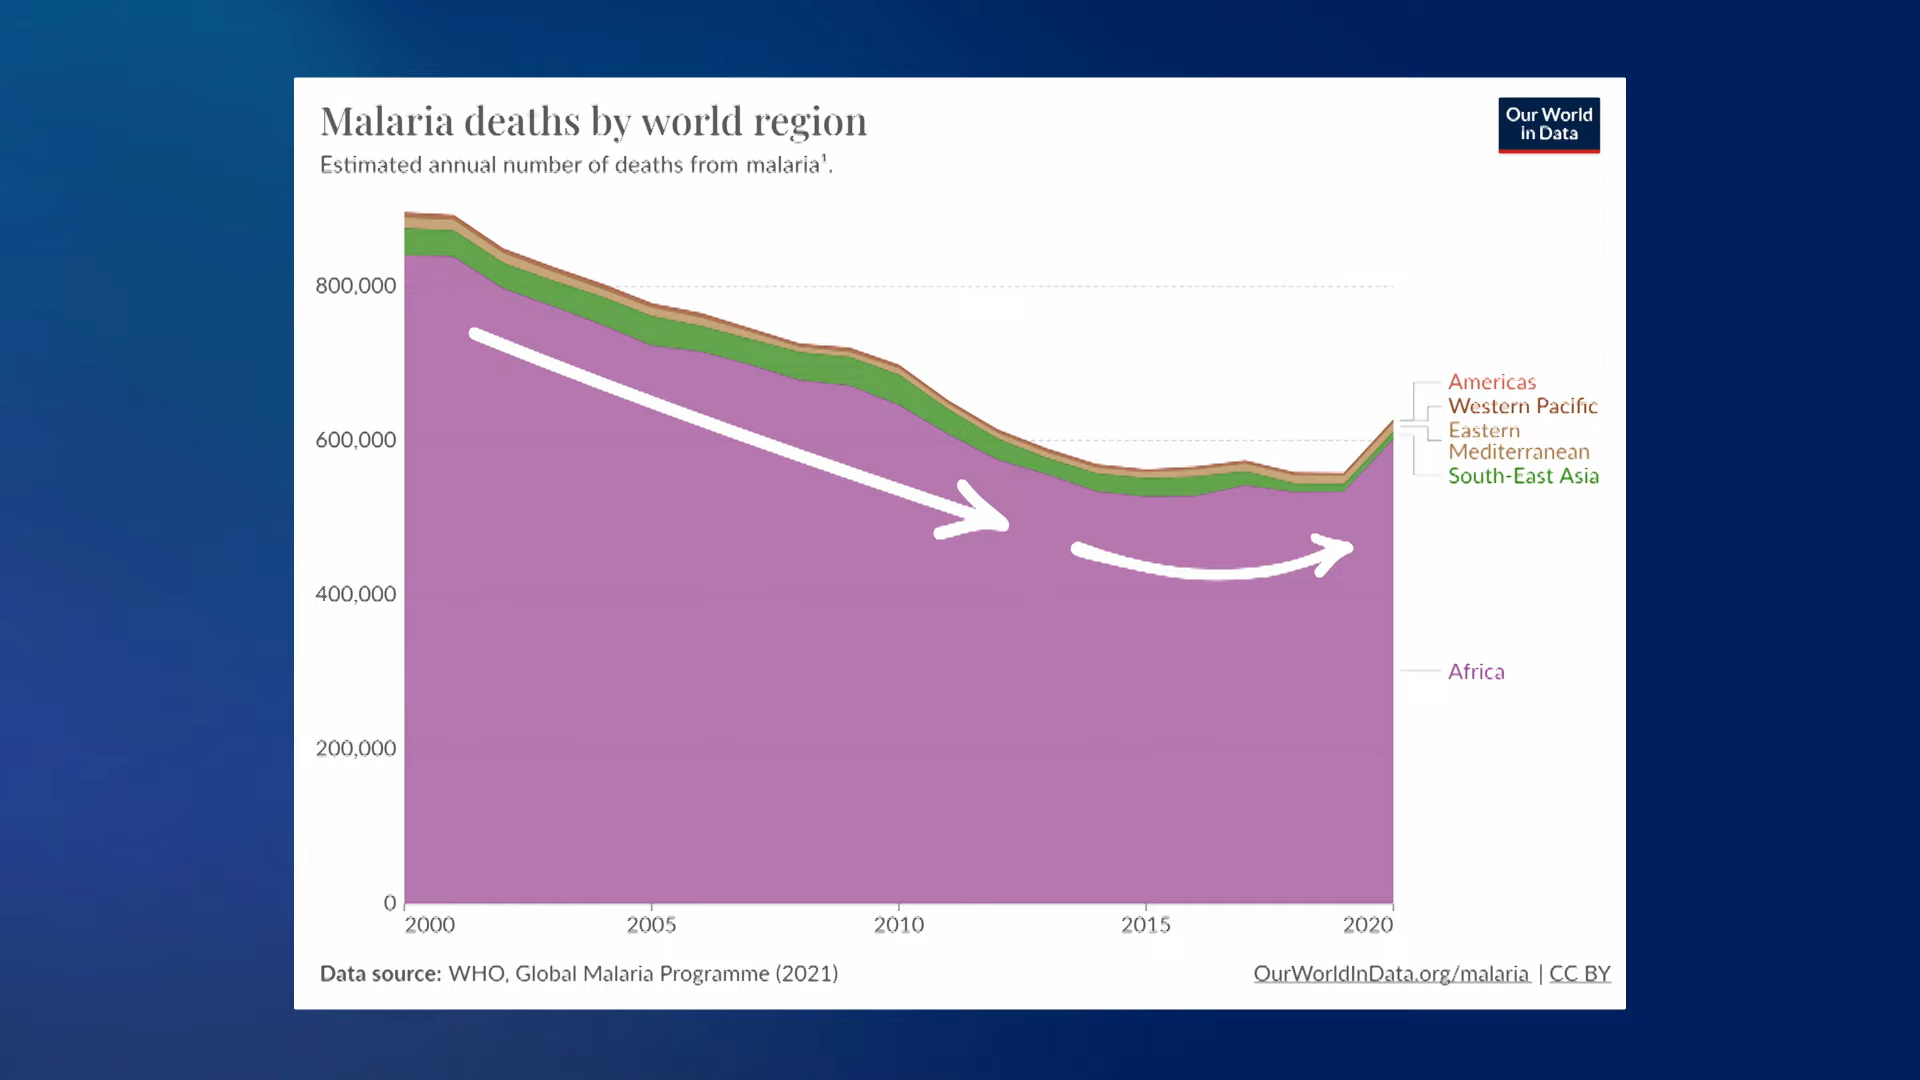 Malaria deaths by world region
Estimated annual number of deaths from malaria¹.
Our World
in Data
800,000
600,000
400,000
200,000
0
2000
2005
2010
2015
2020
Americas
Western Pacific
Eastern
Mediterranean
South-East Asia
Africa
Data source: WHO, Global Malaria Programme (2021)
OurWorldInData.org/malaria | CC BY